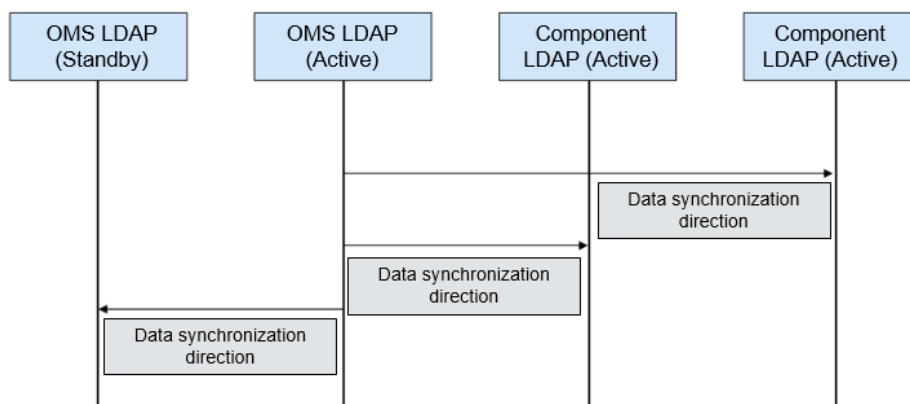 OMS LDAP
(Standby)
OMS LDAP
(Active)
Component
LDAP (Active)
Component
LDAP (Active)
Data synchronization
direction
Data synchronization
direction
Data synchronization
direction